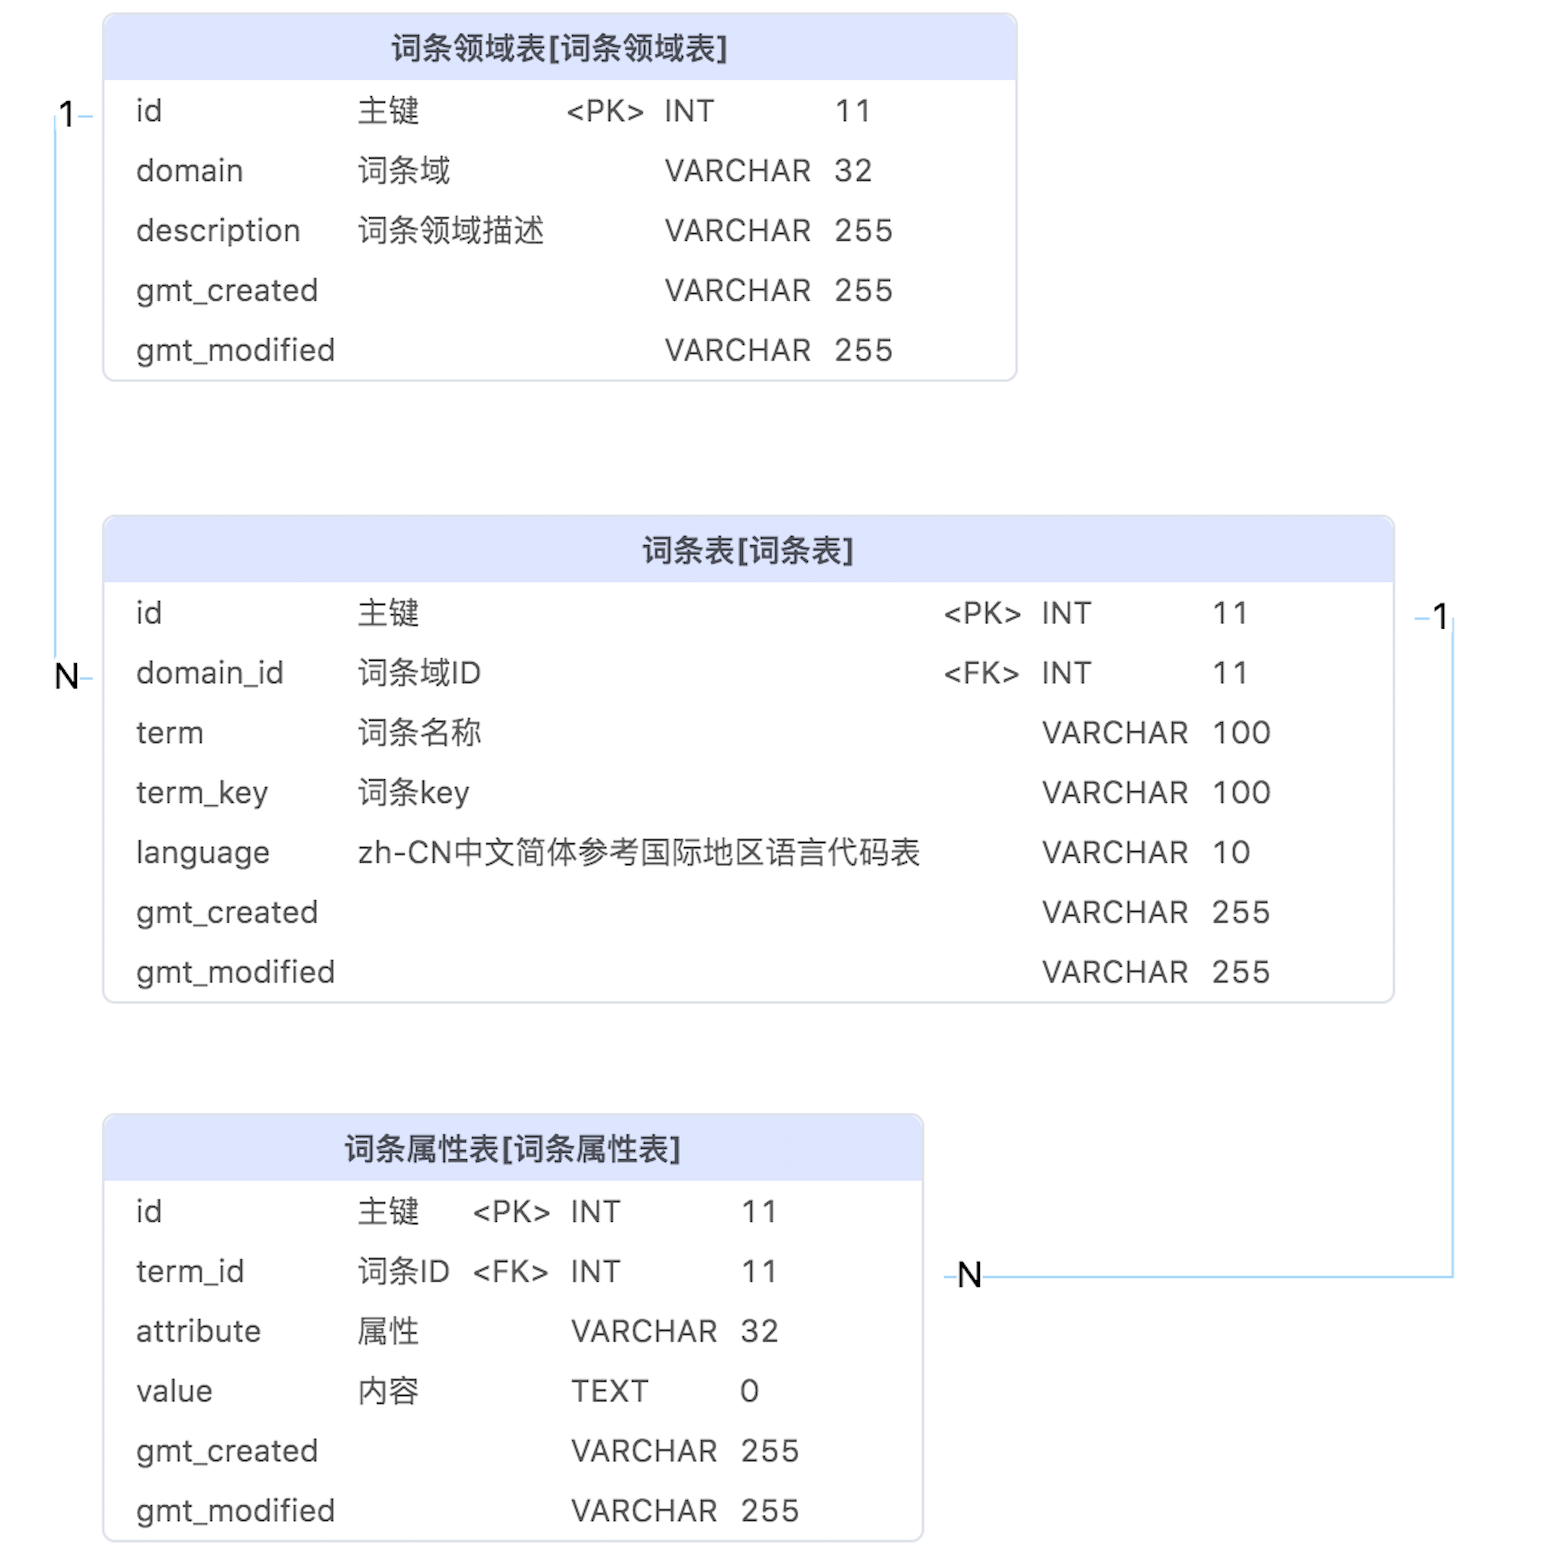 词条领域表[词条领域表]
1
id 主键 <PK> INT 11
domain 词条域 VARCHAR 32
description 词条领域描述 VARCHAR 255
gmt_created VARCHAR 255
gmt_modified VARCHAR 255
词条表[词条表]
id 主键 <PK> INT 11
1
N
domain_id 词条域ID <FK> INT 11
term 词条名称 VARCHAR 100
term_key 词条key VARCHAR 100
language zh-CN中文简体参考国际地区语言代码表 VARCHAR 10
gmt_created VARCHAR 255
gmt_modified VARCHAR 255
词条属性表[词条属性表]
id 主键 <PK> INT 11
term_id 词条ID <FK> INT 11
N
attribute 属性 VARCHAR 32
value 内容 TEXT 0
gmt_created VARCHAR 255
gmt_modified VARCHAR 255